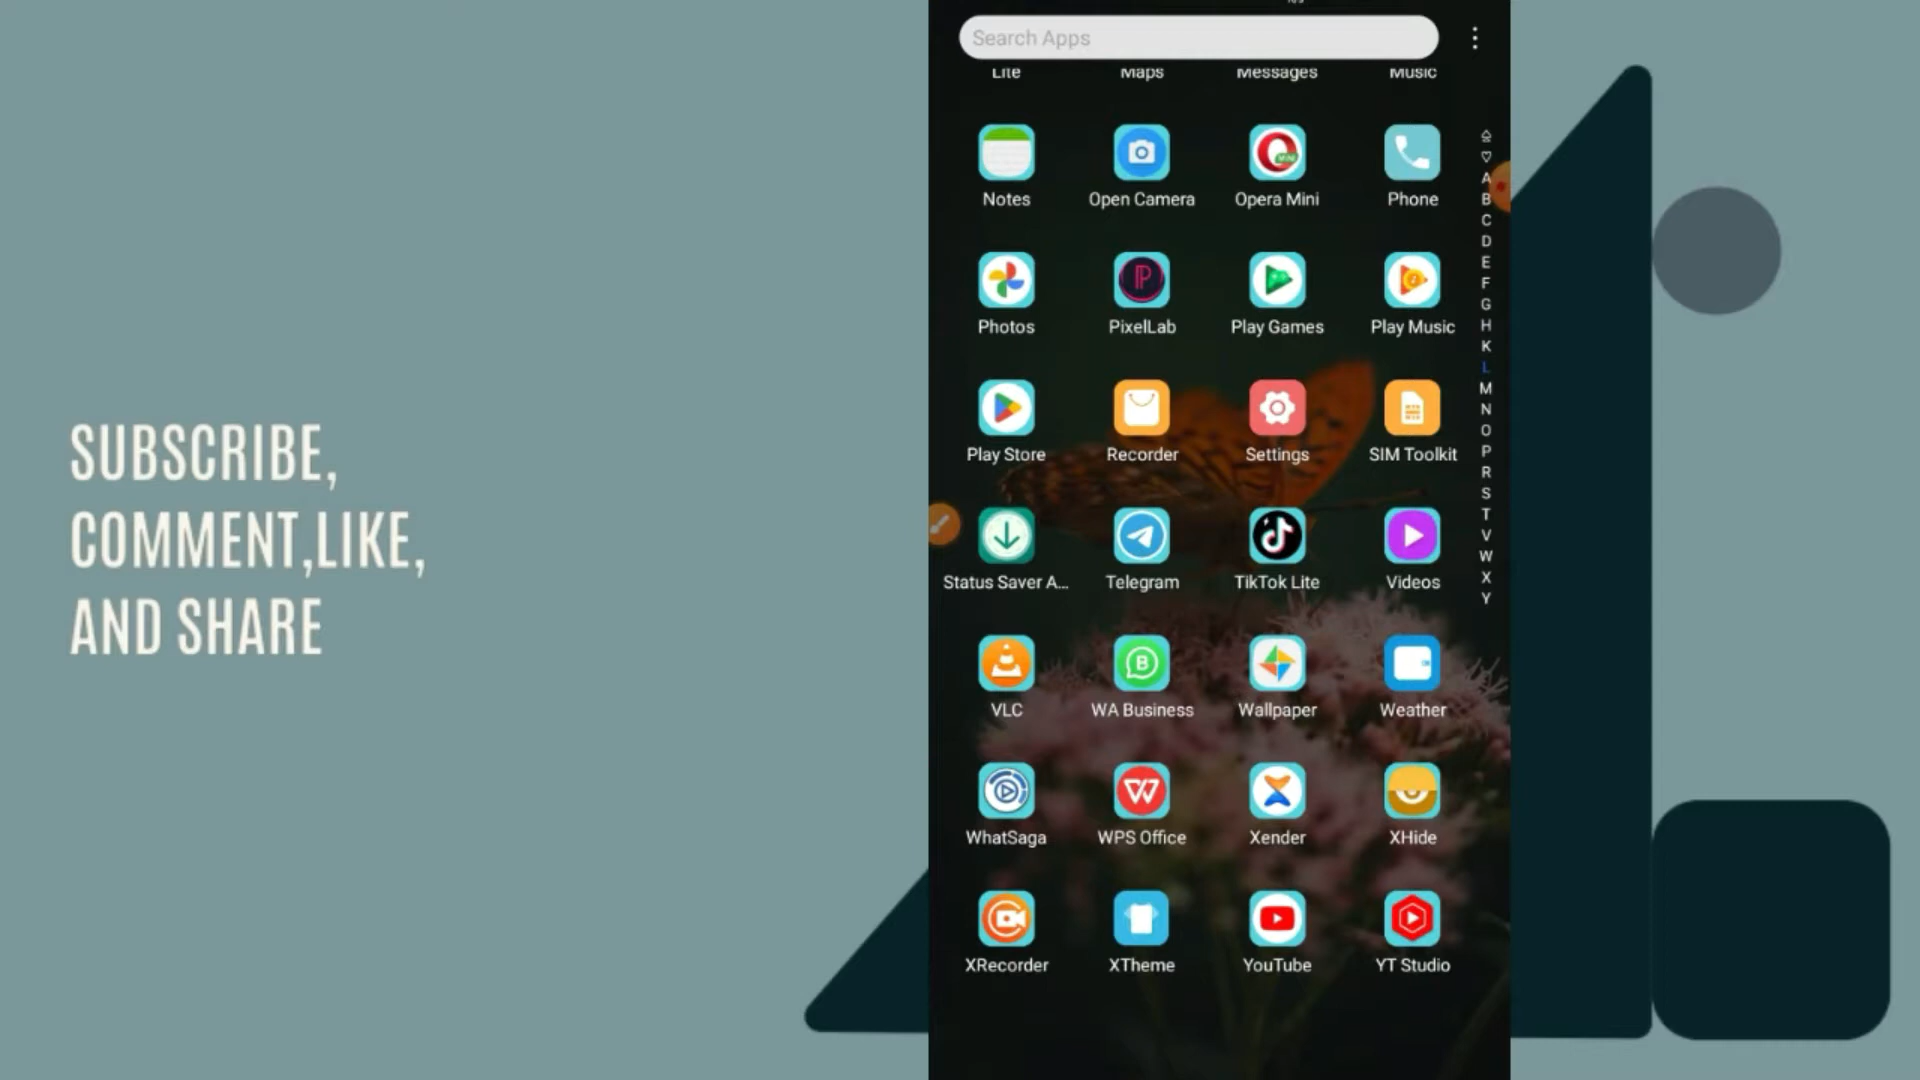 SUBSCRIBE,
COMMENT,LIKE,
AND SHARE
Search Apps
Lite Maps Messages Music
Notes Open Camera Opera Mini Phone
Photos PixelLab Play Games Play Music
Play Store Recorder Settings SIM Toolkit
Status Saver A... Telegram TikTok Lite Videos
VLC WA Business Wallpaper Weather
WhatSaga WPS Office Xender XHide
XRecorder XTheme YouTube YT Studio
A
B
C
D
E
F
G
H
K
L
M
N
O
P
R
S
T
V
W
X
Y